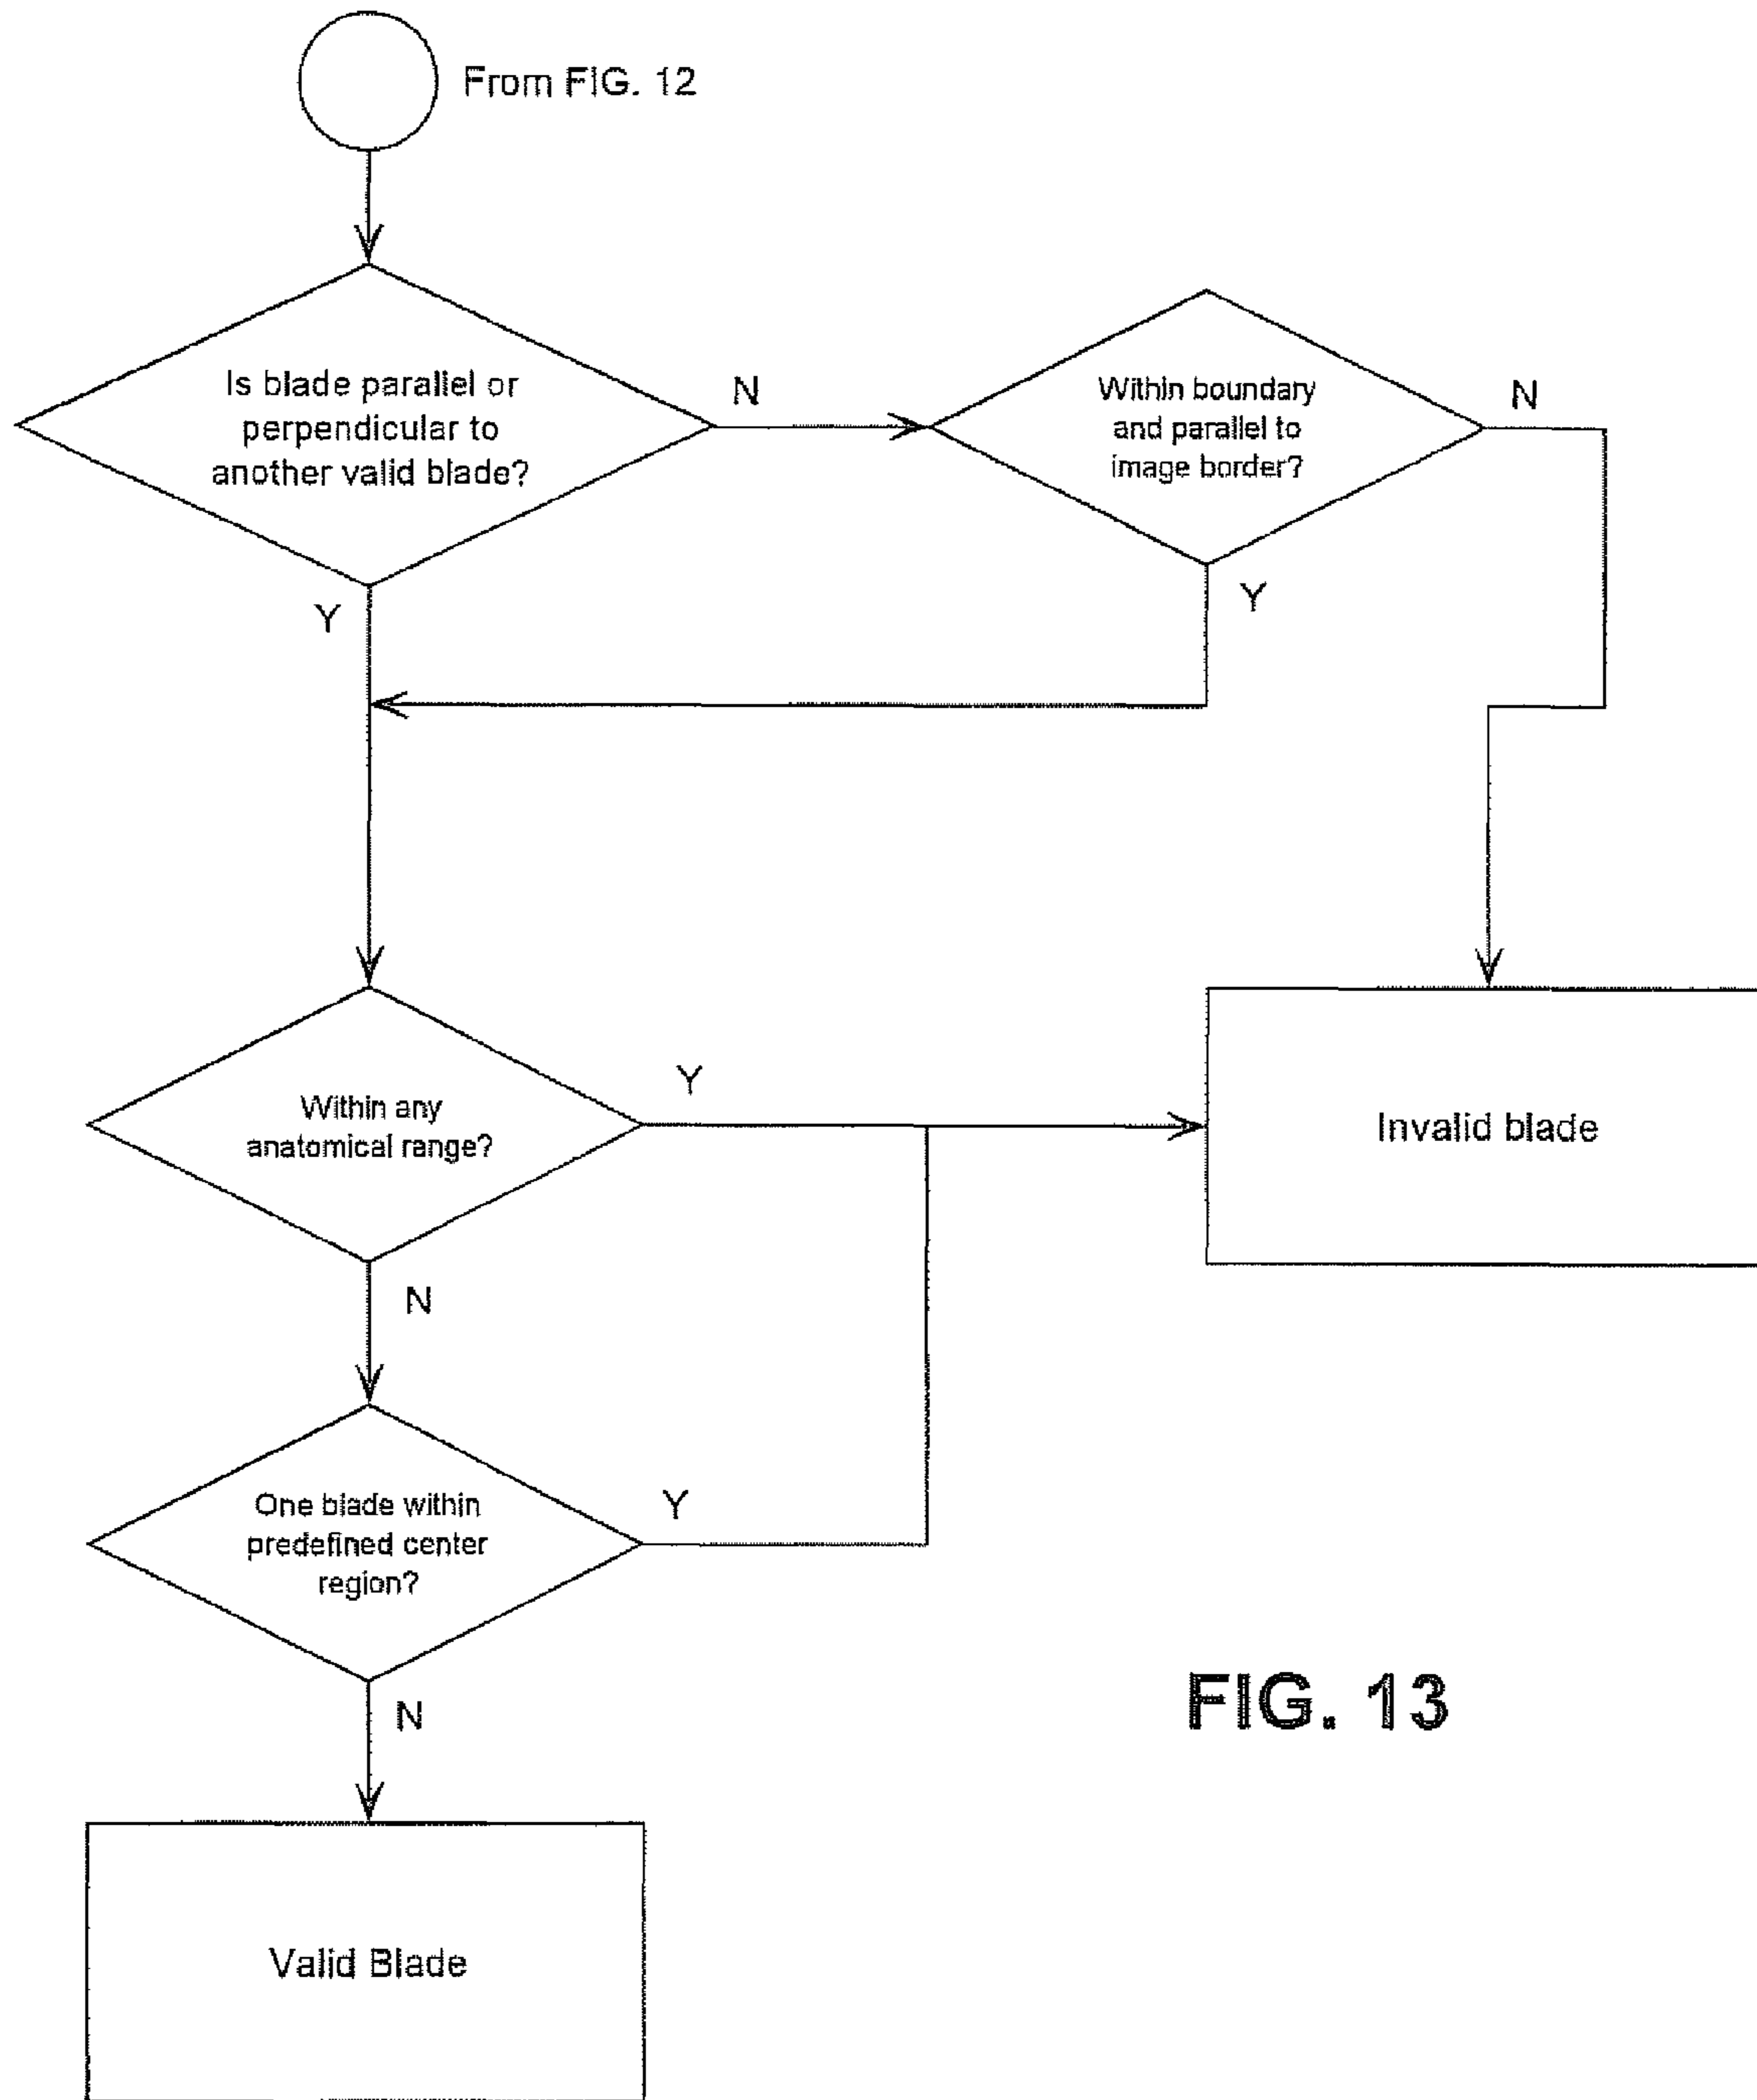 From FIG. 12
Is blade parallel or
perpendicular to
another valid blade?
N
Within boundary
and parallel to
image border?
N
Y
Y
Within any
anatomical range?
Y
Invalid blade
N
One blade within
predefined center
region?
Y
N
Valid Blade
FIG. 13